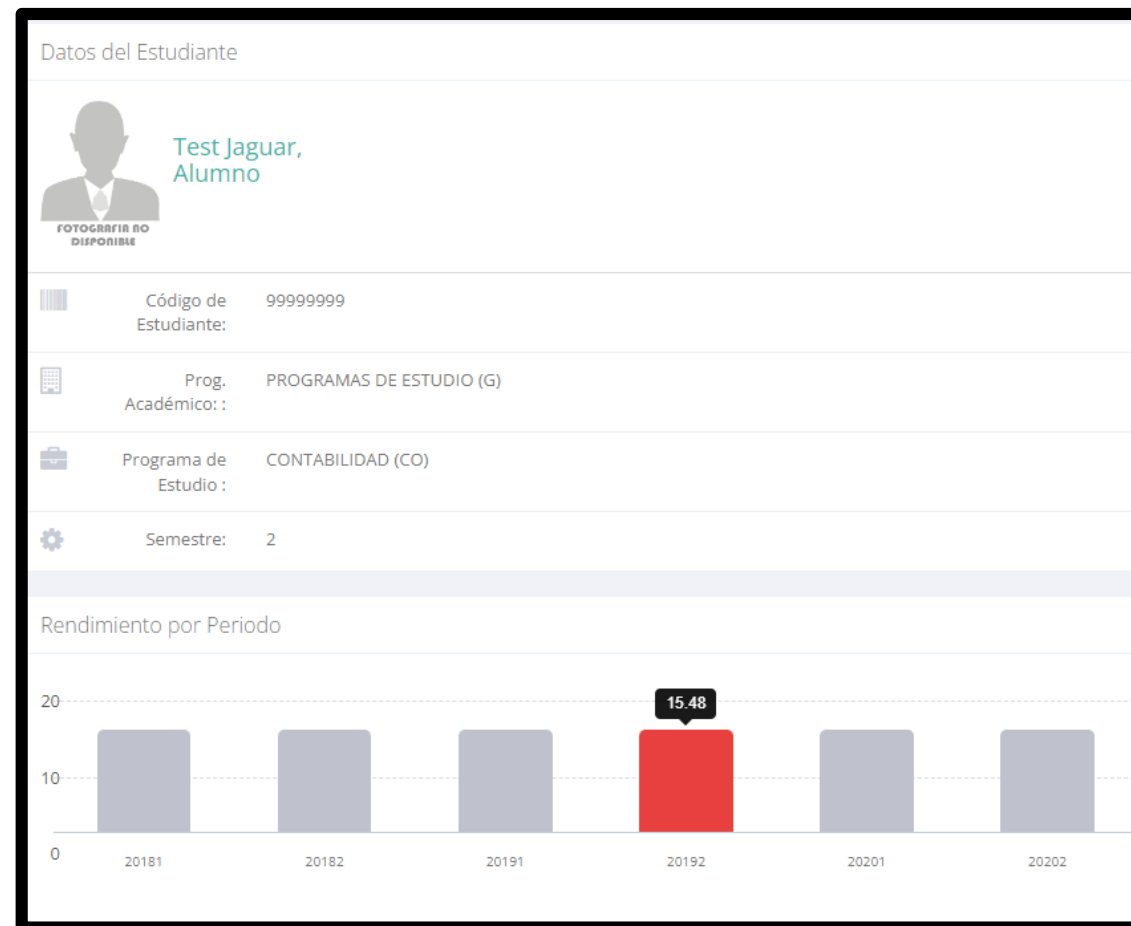 Datos del Estudiante
Test Jaguar,
Alumno
FOTOGRAFIA NO
DISPONIBLE
Código de
Estudiante:
99999999
Prog.
Académico: :
PROGRAMAS DE ESTUDIO (G)
Programa de
Estudio :
CONTABILIDAD (CO)
Semestre:
2
Rendimiento por Periodo
20
15.48
10
0
20181
20182
20191
20192
20201
20202